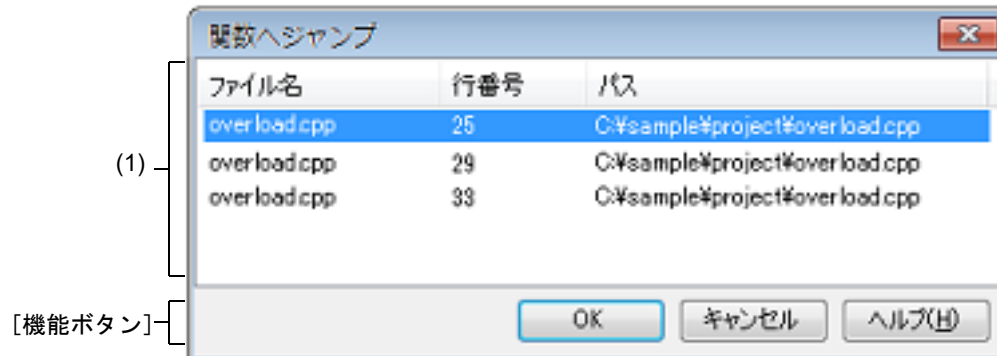 関数へジャンプ
ファイル名 行番号 パス
overload.cpp 25 C:¥sample¥project¥overload.cpp
(1) overload.cpp 29 C:¥sample¥project¥overload.cpp
overload.cpp 33 C:¥sample¥project¥overload.cpp
[機能ボタン] OK キャンセル ヘルプ(H)